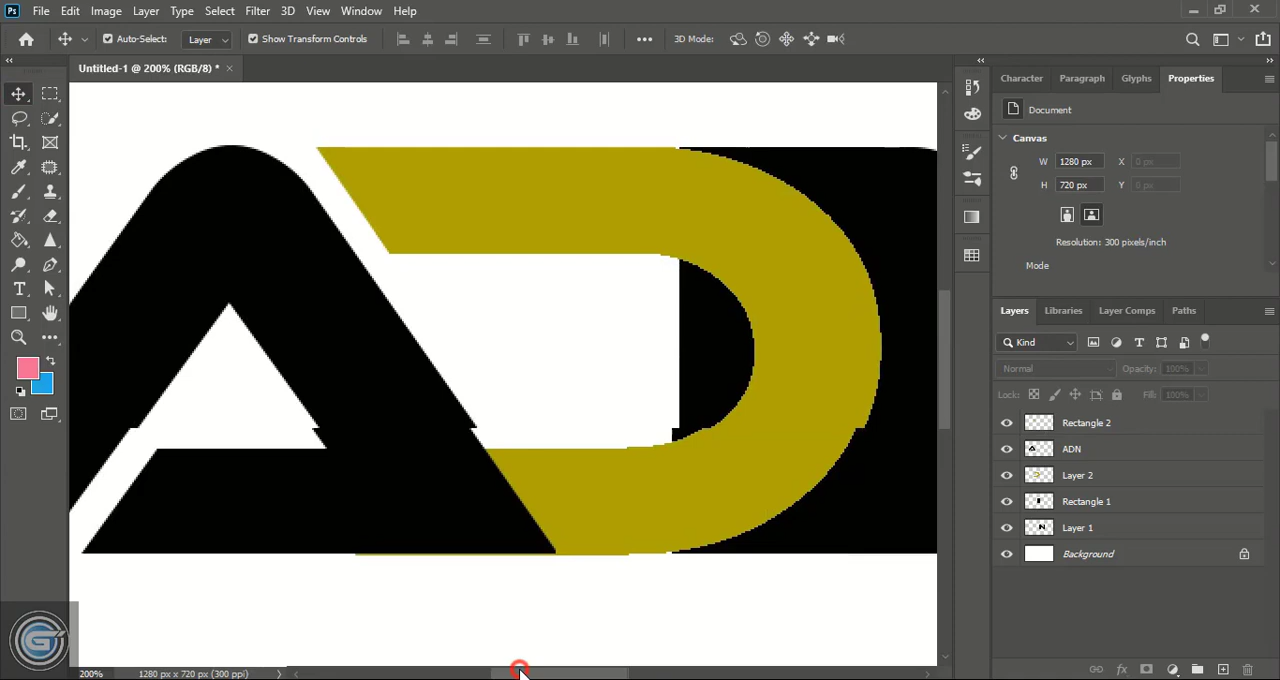 Ps File Edit Image Layer Type Select Filter 3D View Window Help
Auto-Select: Layer Show Transform Controls 3D Mode:
Untitled-1 @ 200% (RGB/8) *
Character Paragraph Glyphs Properties
Document
Canvas
W 1280 px X 0 px
H 720 px Y 0 px
Resolution: 300 pixels/inch
Mode
Layers Libraries Layer Comps Paths
Kind
Normal Opacity: 100%
Lock: Fill: 100%
Rectangle 2
ADN
Layer 2
Rectangle 1
Layer 1
Background
AD
200% 1280 px x 720 px (300 ppi)